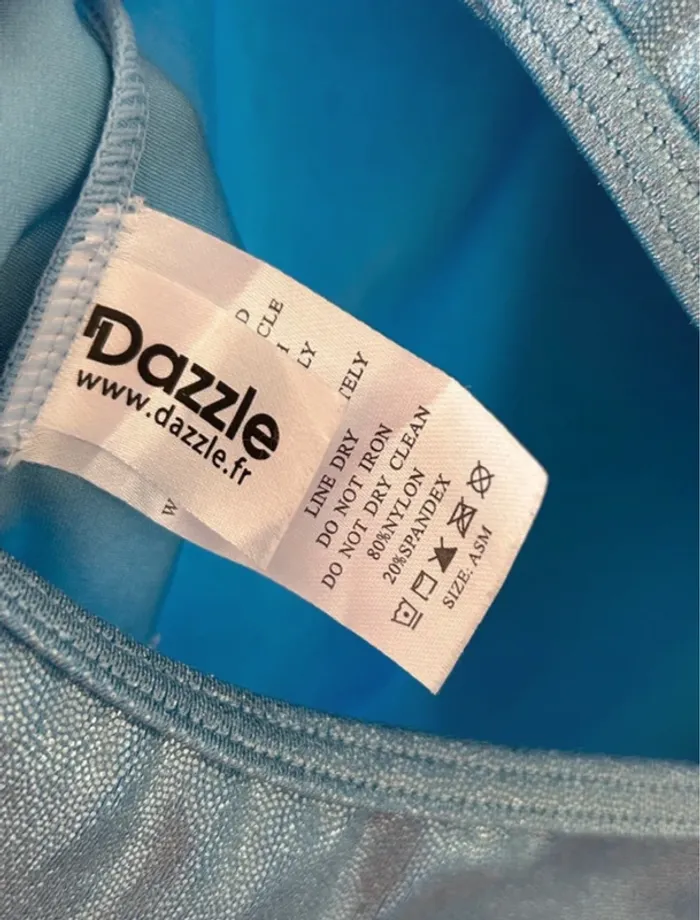 Dazzle
www.dazzle.fr
LINE DRY
DO NOT IRON
DO NOT DRY CLEAN
80%NYLON
20%SPANDEX
SIZE: ASM